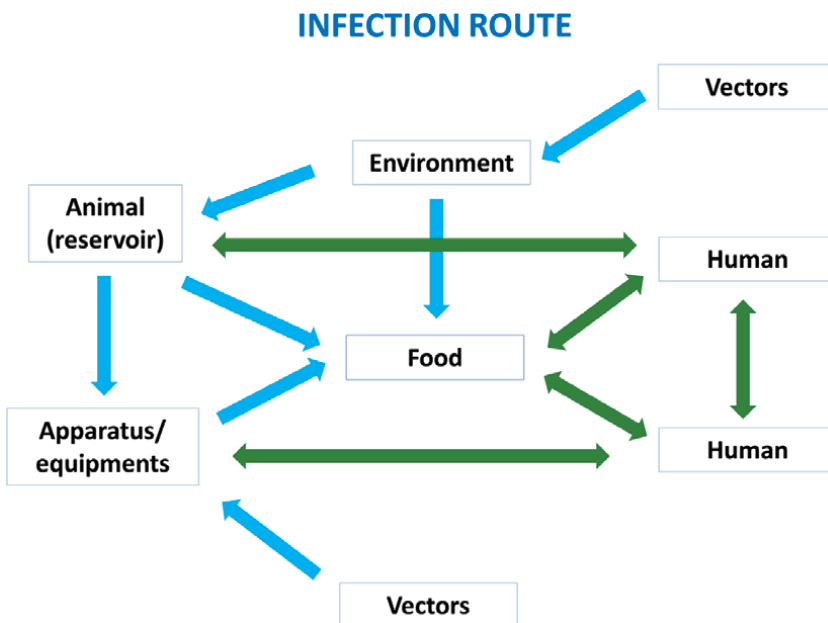 INFECTION ROUTE
Vectors
Environment
Animal
(reservoir)
Human
Food
Apparatus/
equipments
Human
Vectors